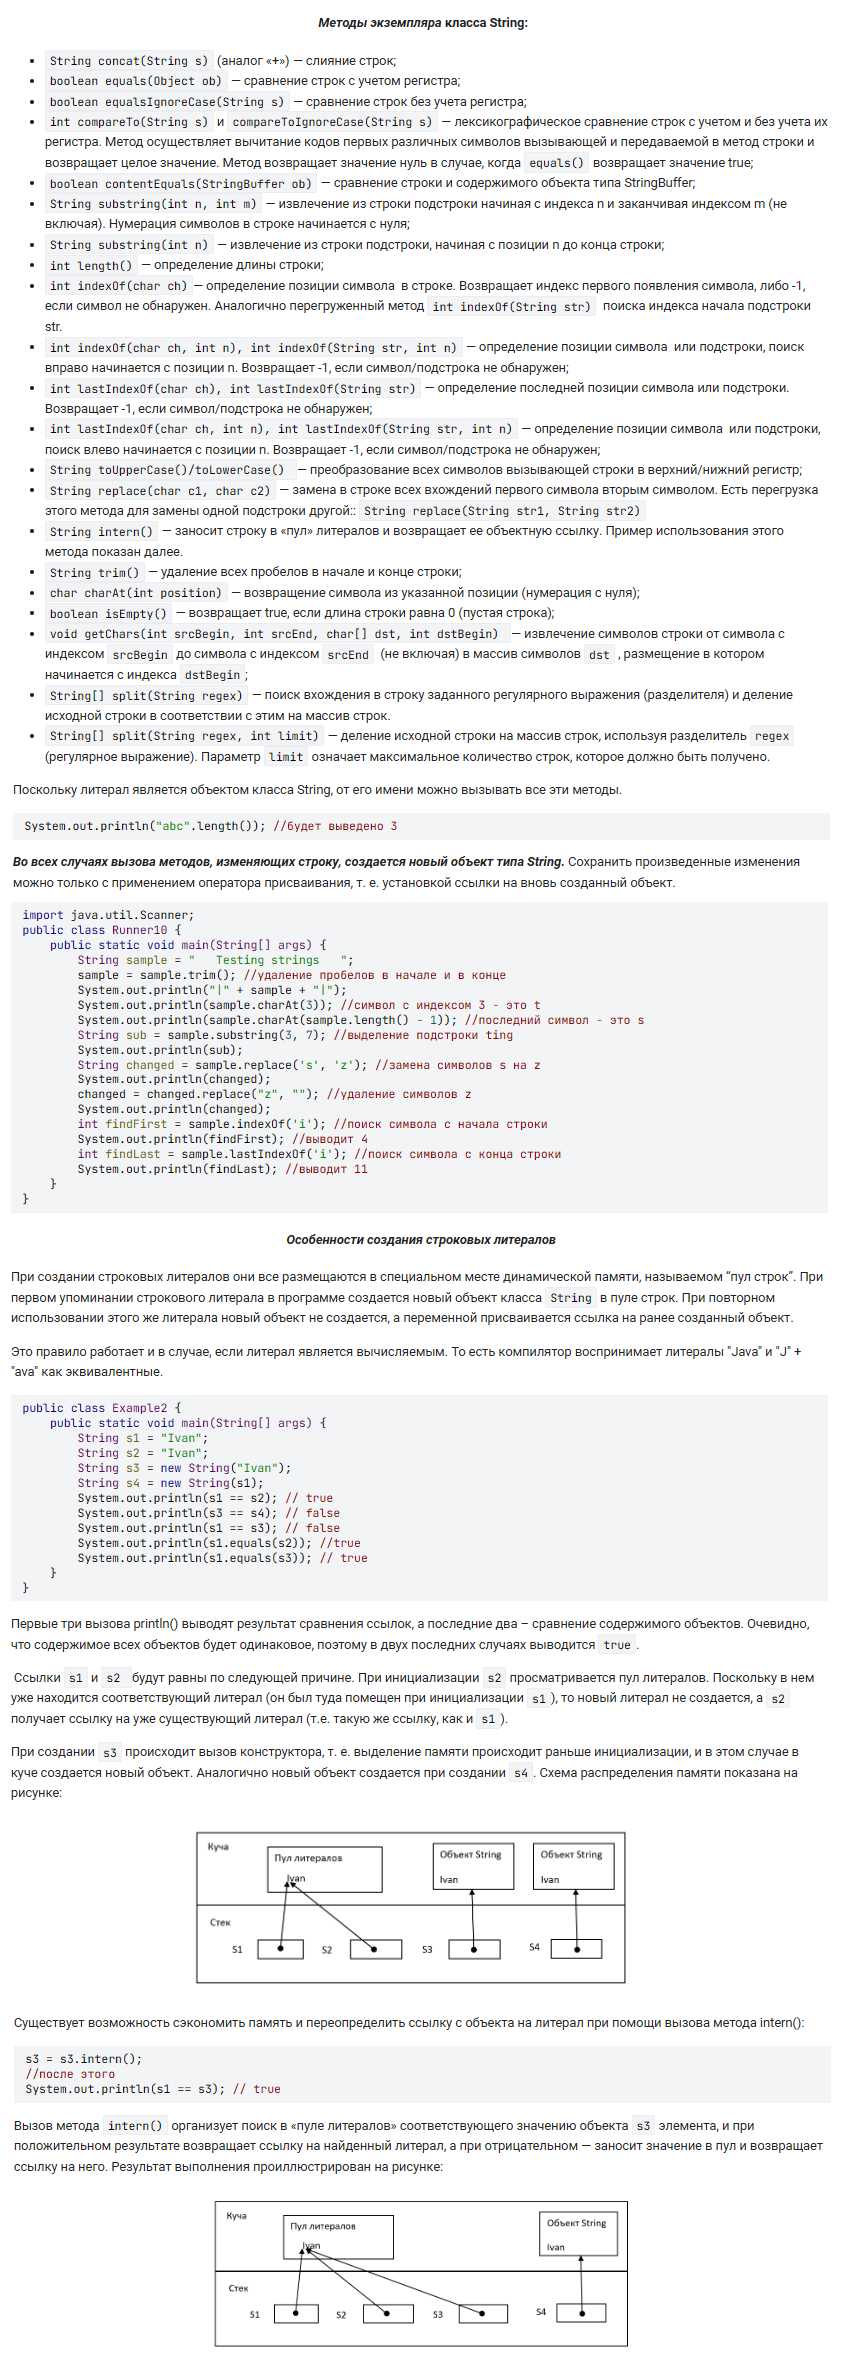 Методы экземпляра класса String:
String concat(String s) (аналог «+») — слияние строк;
boolean equals(Object ob) — сравнение строк с учетом регистра;
boolean equalsIgnoreCase(String s) — сравнение строк без учета регистра;
int compareTo(String s) и compareToIgnoreCase(String s) — лексикографическое сравнение строк с учетом и без учета их
регистра. Метод осуществляет вычитание кодов первых различных символов вызывающей и передаваемой в метод строки и
возвращает целое значение. Метод возвращает значение нуль в случае, когда equals() возвращает значение true;
boolean contentEquals(StringBuffer ob) — сравнение строки и содержимого объекта типа StringBuffer;
String substring(int n, int m) — извлечение из строки подстроки начиная с индекса n и заканчивая индексом m (не
включая). Нумерация символов в строке начинается с нуля;
String substring(int n) — извлечение из строки подстроки, начиная с позиции n до конца строки;
int length() — определение длины строки;
int indexOf(char ch) — определение позиции символа в строке. Возвращает индекс первого появления символа, либо -1,
если символ не обнаружен. Аналогично перегруженный метод int indexOf(String str) поиска индекса начала подстроки
str.
int indexOf(char ch, int n), int indexOf(String str, int n) — определение позиции символа или подстроки, поиск
вправо начинается с позиции n. Возвращает -1, если символ/подстрока не обнаружен;
int lastIndexOf(char ch), int lastIndexOf(String str) — определение последней позиции символа или подстроки.
Возвращает -1, если символ/подстрока не обнаружен;
int lastIndexOf(char ch, int n), int lastIndexOf(String str, int n) — определение позиции символа или подстроки,
поиск влево начинается с позиции n. Возвращает -1, если символ/подстрока не обнаружен;
String toUpperCase()/toLowerCase() — преобразование всех символов вызывающей строки в верхний/нижний регистр;
String replace(char c1, char c2) — замена в строке всех вхождений первого символа вторым символом. Есть перегрузка
этого метода для замены одной подстроки другой:: String replace(String str1, String str2)
String intern() — заносит строку в «пул» литералов и возвращает ее объектную ссылку. Пример использования этого
метода показан далее.
String trim() — удаление всех пробелов в начале и конце строки;
char charAt(int position) — возвращение символа из указанной позиции (нумерация с нуля);
boolean isEmpty() — возвращает true, если длина строки равна 0 (пустая строка);
void getChars(int srcBegin, int srcEnd, char[] dst, int dstBegin) — извлечение символов строки от символа с
индексом srcBegin до символа с индексом srcEnd (не включая) в массив символов dst , размещение в котором
начинается с индекса dstBegin ;
String[] split(String regex) — поиск вхождения в строку заданного регулярного выражения (разделителя) и деление
исходной строки в соответствии с этим на массив строк.
String[] split(String regex, int limit) — деление исходной строки на массив строк, используя разделитель regex
(регулярное выражение). Параметр limit означает максимальное количество строк, которое должно быть получено.
Поскольку литерал является объектом класса String, от его имени можно вызывать все эти методы.
System.out.println("abc".length()); //будет выведено 3
Во всех случаях вызова методов, изменяющих строку, создается новый объект типа String. Сохранить произведенные изменения
можно только с применением оператора присваивания, т. е. установкой ссылки на вновь созданный объект.
import java.util.Scanner;
public class Runner10 {
public static void main(String[] args) {
String sample = "   Testing strings   ";
sample = sample.trim(); //удаление пробелов в начале и в конце
System.out.println("|" + sample + "|");
System.out.println(sample.charAt(3)); //символ с индексом 3 - это t
System.out.println(sample.charAt(sample.length() - 1)); //последний символ - это s
String sub = sample.substring(3, 7); //выделение подстроки ting
System.out.println(sub);
String changed = sample.replace('s', 'z'); //замена символов s на z
System.out.println(changed);
changed = changed.replace("z", ""); //удаление символов z
System.out.println(changed);
int findFirst = sample.indexOf('i'); //поиск символа с начала строки
System.out.println(findFirst); //выводит 4
int findLast = sample.lastIndexOf('i'); //поиск символа с конца строки
System.out.println(findLast); //выводит 11
}
}
Особенности создания строковых литералов
При создании строковых литералов они все размещаются в специальном месте динамической памяти, называемом “пул строк”. При
первом упоминании строкового литерала в программе создается новый объект класса String в пуле строк. При повторном
использовании этого же литерала новый объект не создается, а переменной присваивается ссылка на ранее созданный объект.
Это правило работает и в случае, если литерал является вычисляемым. То есть компилятор воспринимает литералы "Java" и "J" +
"ava" как эквивалентные.
public class Example2 {
public static void main(String[] args) {
String s1 = "Ivan";
String s2 = "Ivan";
String s3 = new String("Ivan");
String s4 = new String(s1);
System.out.println(s1 == s2); // true
System.out.println(s3 == s4); // false
System.out.println(s1 == s3); // false
System.out.println(s1.equals(s2)); //true
System.out.println(s1.equals(s3)); // true
}
}
Первые три вызова println() выводят результат сравнения ссылок, а последние два – сравнение содержимого объектов. Очевидно,
что содержимое всех объектов будет одинаковое, поэтому в двух последних случаях выводится true .
Ссылки s1 и s2 будут равны по следующей причине. При инициализации s2 просматривается пул литералов. Поскольку в нем
уже находится соответствующий литерал (он был туда помещен при инициализации s1 ), то новый литерал не создается, а s2
получает ссылку на уже существующий литерал (т.е. такую же ссылку, как и s1 ).
При создании s3 происходит вызов конструктора, т. е. выделение памяти происходит раньше инициализации, и в этом случае в
куче создается новый объект. Аналогично новый объект создается при создании s4 . Схема распределения памяти показана на
рисунке:
Куча
Пул литералов
Ivan
Объект String
Ivan
Объект String
Ivan
Стек
S1
S2
S3
S4
Существует возможность сэкономить память и переопределить ссылку с объекта на литерал при помощи вызова метода intern():
s3 = s3.intern();
//после этого
System.out.println(s1 == s3); // true
Вызов метода intern() организует поиск в «пуле литералов» соответствующего значению объекта s3 элемента, и при
положительном результате возвращает ссылку на найденный литерал, а при отрицательном — заносит значение в пул и возвращает
ссылку на него. Результат выполнения проиллюстрирован на рисунке:
Куча
Пул литералов
Ivan
Объект String
Ivan
Стек
S1
S2
S3
S4